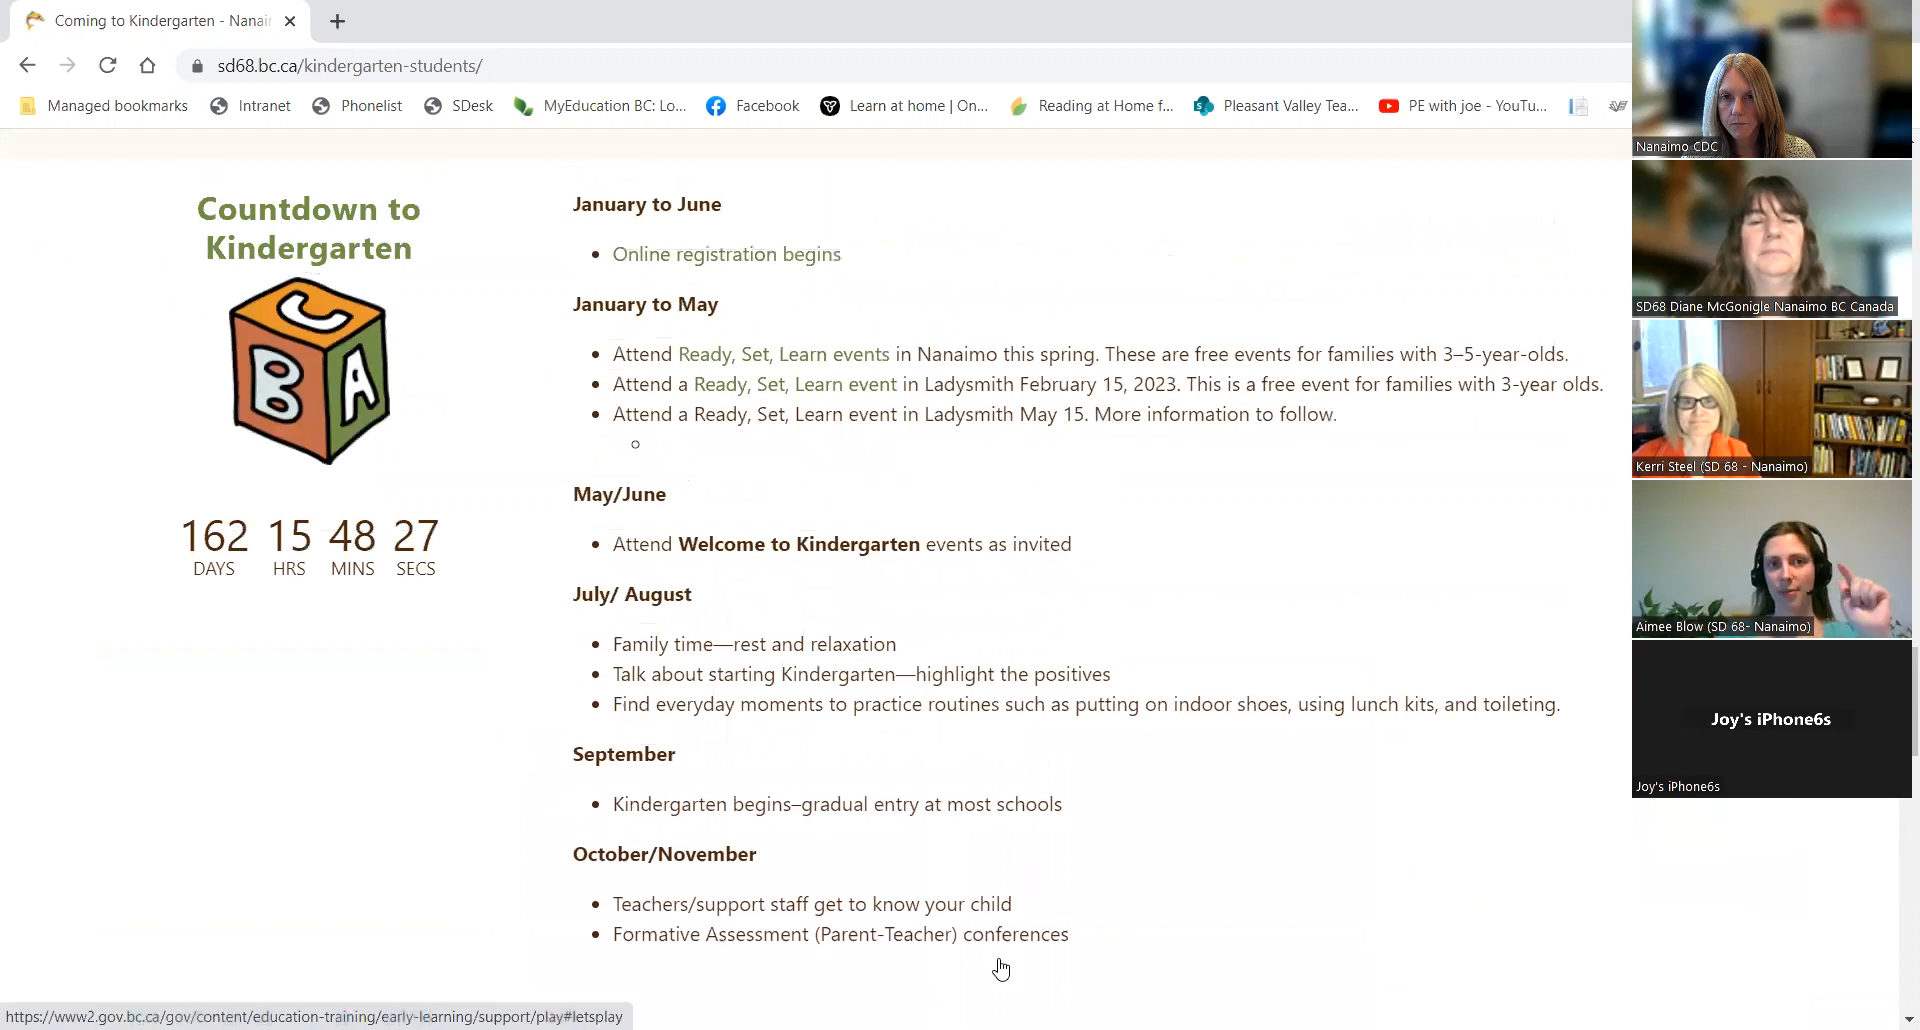 Coming to Kindergarten - Nanai
sd68.bc.ca/kindergarten-students/
Managed bookmarks Intranet Phonelist SDesk MyEducation BC: Lo... Facebook Learn at home | On... Reading at Home f... Pleasant Valley Tea... PE with joe - YouTu...
Countdown to
Kindergarten
C
B A
162 15 48 27
DAYS HRS MINS SECS
January to June
• Online registration begins
January to May
• Attend Ready, Set, Learn events in Nanaimo this spring. These are free events for families with 3–5-year-olds.
• Attend a Ready, Set, Learn event in Ladysmith February 15, 2023. This is a free event for families with 3-year olds.
• Attend a Ready, Set, Learn event in Ladysmith May 15. More information to follow.
May/June
• Attend Welcome to Kindergarten events as invited
July/ August
• Family time—rest and relaxation
• Talk about starting Kindergarten—highlight the positives
• Find everyday moments to practice routines such as putting on indoor shoes, using lunch kits, and toileting.
September
• Kindergarten begins–gradual entry at most schools
October/November
• Teachers/support staff get to know your child
• Formative Assessment (Parent-Teacher) conferences
https://www2.gov.bc.ca/gov/content/education-training/early-learning/support/play#letsplay
Nanaimo CDC
SD68 Diane McGonigle Nanaimo BC Canada
Kerri Steel (SD 68 - Nanaimo)
Aimee Blow (SD 68- Nanaimo)
Joy's iPhone6s
Joy's iPhone6s